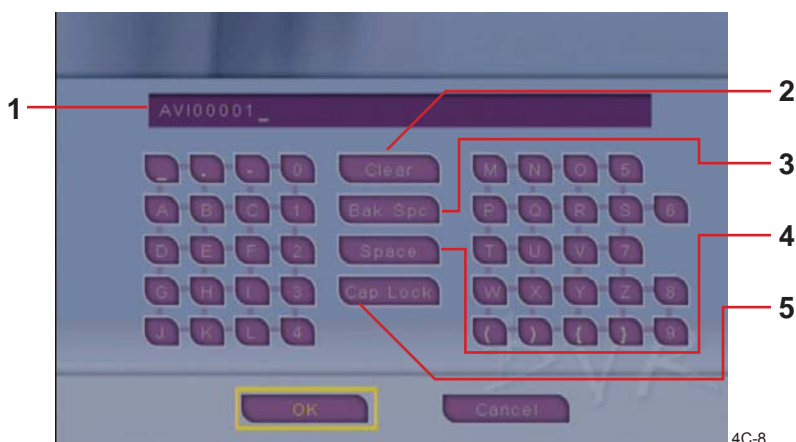 1
AVI00001_
2
_ . - 0 Clear M N O 5
3
A B C 1 Bak Spc P Q R S 6
4
D E F 2 Space T U V 7
G H I 3 Cap Lock W X Y Z 8
5
J K L 4 ( ) { } 9
DVR
OK Cancel
4C-8